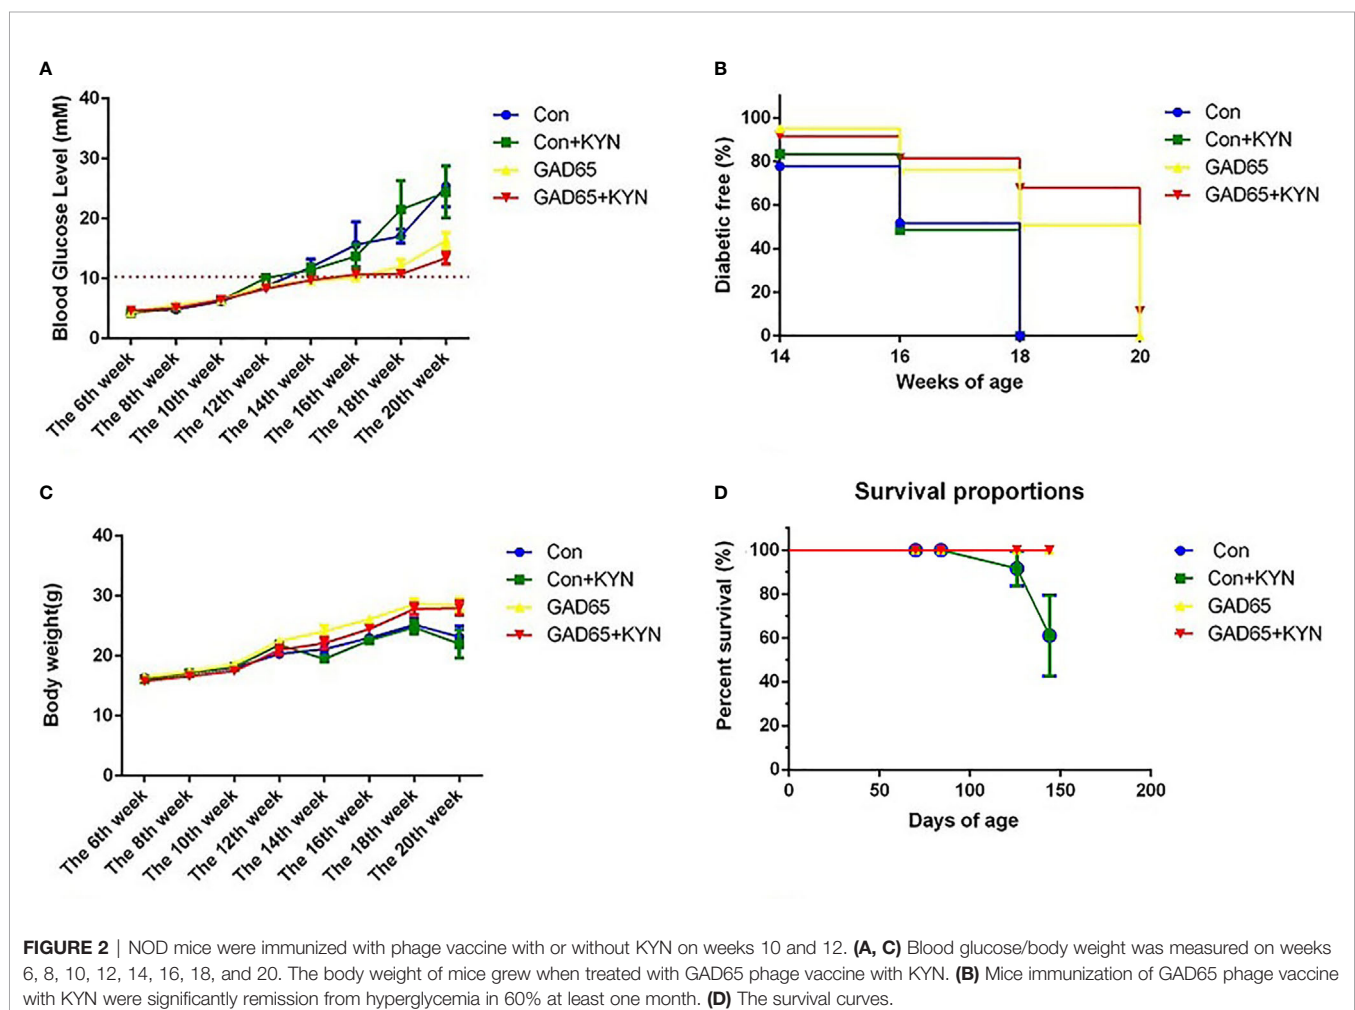 A
Blood Glucose Level (mM)
40
30
20
10
0
The 6th week
The 8th week
The 10th week
The 12th week
The 14th week
The 16th week
The 18th week
The 20th week
Con
Con+KYN
GAD65
GAD65+KYN
B
Diabetic free (%)
100
80
60
40
20
0
14
16
18
20
Weeks of age
Con
Con+KYN
GAD65
GAD65+KYN
C
Body weight(g)
40
30
20
10
0
The 6th week
The 8th week
The 10th week
The 12th week
The 14th week
The 16th week
The 18th week
The 20th week
Con
Con+KYN
GAD65
GAD65+KYN
D
Survival proportions
Percent survival (%)
100
80
60
40
20
0
0
50
100
150
200
Days of age
Con
Con+KYN
GAD65
GAD65+KYN
FIGURE 2 | NOD mice were immunized with phage vaccine with or without KYN on weeks 10 and 12. (A, C) Blood glucose/body weight was measured on weeks
6, 8, 10, 12, 14, 16, 18, and 20. The body weight of mice grew when treated with GAD65 phage vaccine with KYN. (B) Mice immunization of GAD65 phage vaccine
with KYN were significantly remission from hyperglycemia in 60% at least one month. (D) The survival curves.